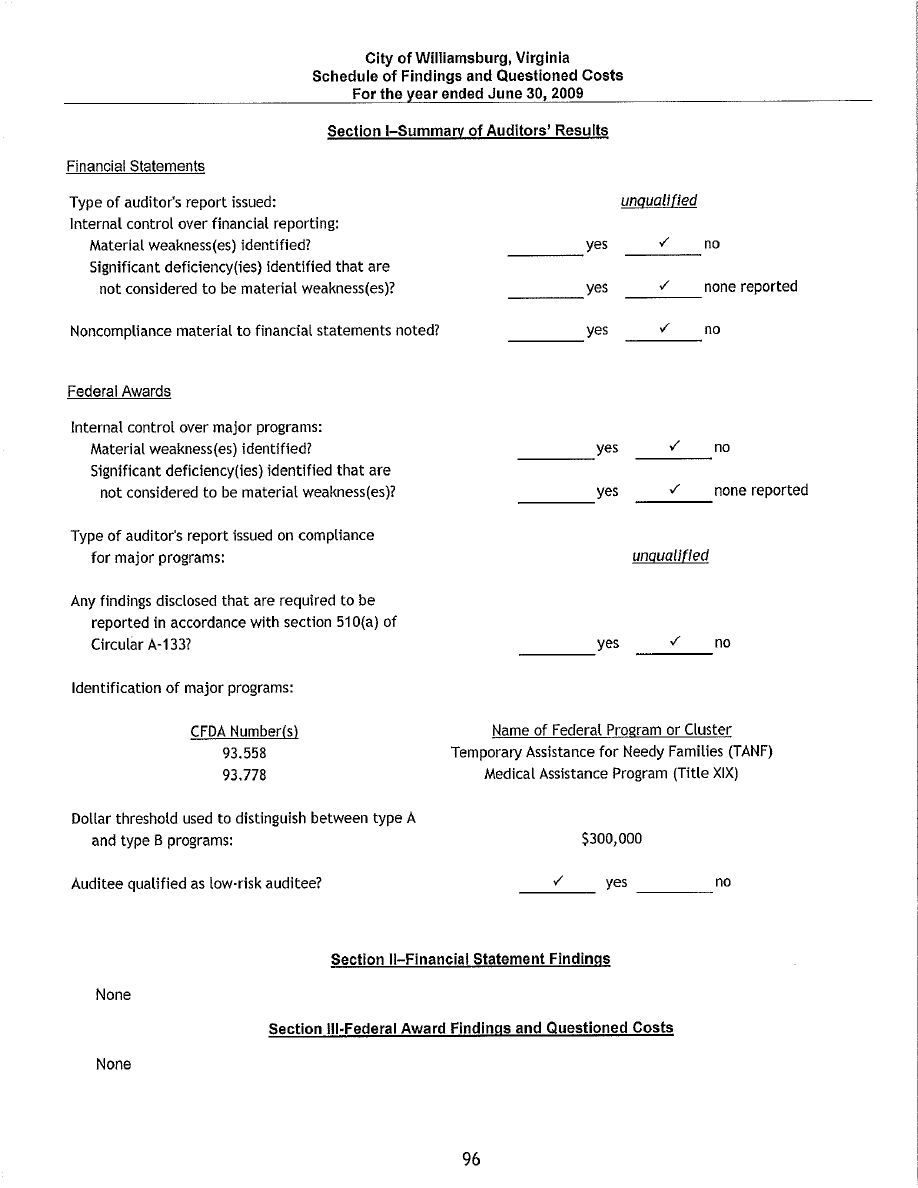 City of Williamsburg, Virginia
Schedule of Findings and Questioned Costs
For the year ended June 30, 2009
Section I–Summary of Auditors' Results
Financial Statements
Type of auditor's report issued: unqualified
Internal control over financial reporting:
Material weakness(es) identified? yes ✓ no
Significant deficiency(ies) identified that are
not considered to be material weakness(es)? yes ✓ none reported
Noncompliance material to financial statements noted? yes ✓ no
Federal Awards
Internal control over major programs:
Material weakness(es) identified? yes ✓ no
Significant deficiency(ies) identified that are
not considered to be material weakness(es)? yes ✓ none reported
Type of auditor's report issued on compliance
for major programs: unqualified
Any findings disclosed that are required to be
reported in accordance with section 510(a) of
Circular A-133? yes ✓ no
Identification of major programs:
CFDA Number(s) Name of Federal Program or Cluster
93.558 Temporary Assistance for Needy Families (TANF)
93.778 Medical Assistance Program (Title XIX)
Dollar threshold used to distinguish between type A
and type B programs: $300,000
Auditee qualified as low-risk auditee? ✓ yes no
Section II–Financial Statement Findings
None
Section III-Federal Award Findings and Questioned Costs
None
96